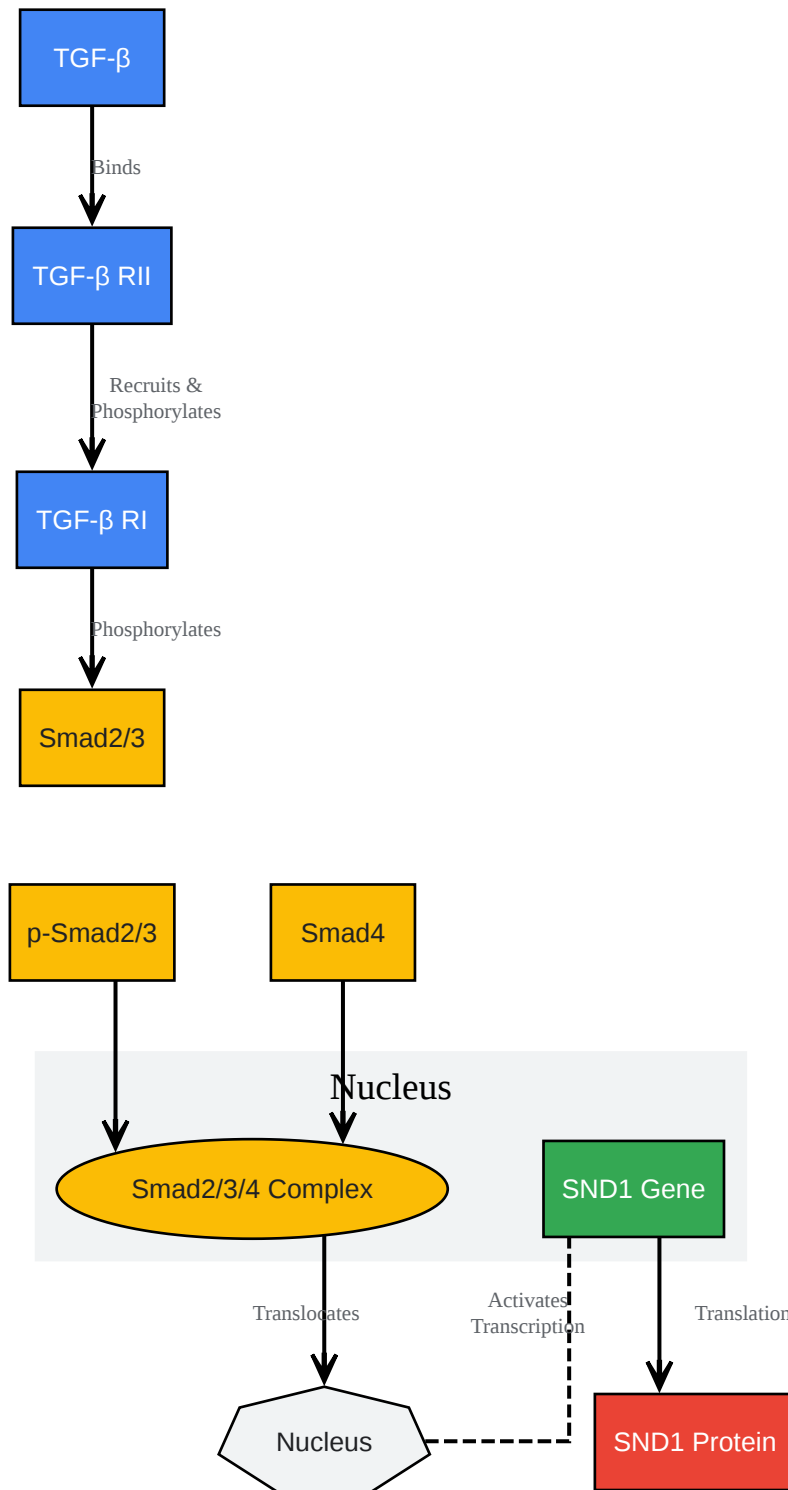 TGF-β
Binds
TGF-β RII
Recruits &
Phosphorylates
TGF-β RI
Phosphorylates
Smad2/3
p-Smad2/3
Smad4
Nucleus
Smad2/3/4 Complex
SND1 Gene
Translocates
Activates
Transcription
Translation
Nucleus
SND1 Protein